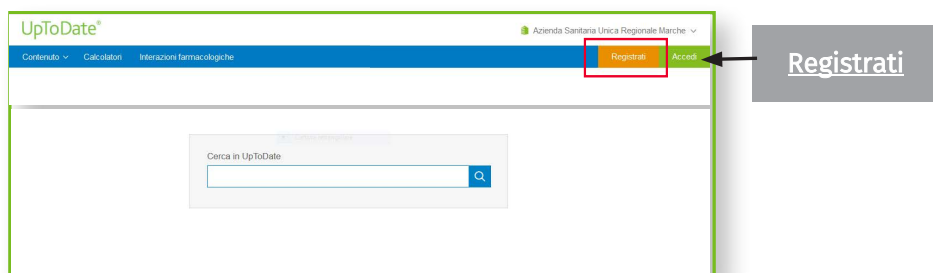 UpToDate®
Azienda Sanitaria Unica Regionale Marche
Contenuto Calcolatori Interazioni farmacologiche Registrati Accedi
Registrati
Cerca in UpToDate